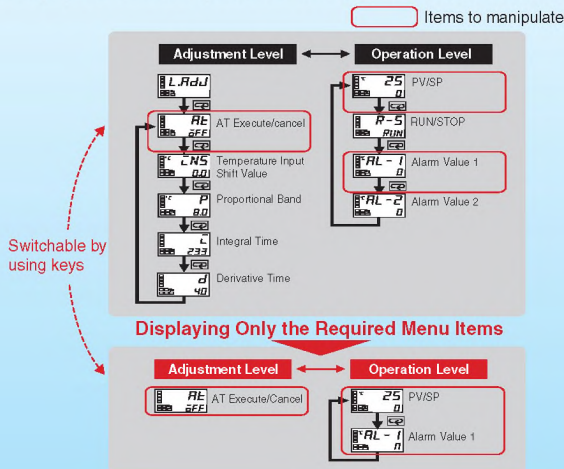 Items to manipulate
Adjustment Level
Operation Level
L.AdJ
At
oFF
AT Execute/cancel
iNS
0.0
Temperature Input
Shift Value
P
8.0
Proportional Band
i
233
Integral Time
d
40
Derivative Time
25
0
PV/SP
R-S
RUN
RUN/STOP
AL-1
0
Alarm Value 1
AL-2
0
Alarm Value 2
Switchable by
using keys
Displaying Only the Required Menu Items
Adjustment Level
Operation Level
At
oFF
AT Execute/Cancel
25
0
PV/SP
AL-1
Alarm Value 1